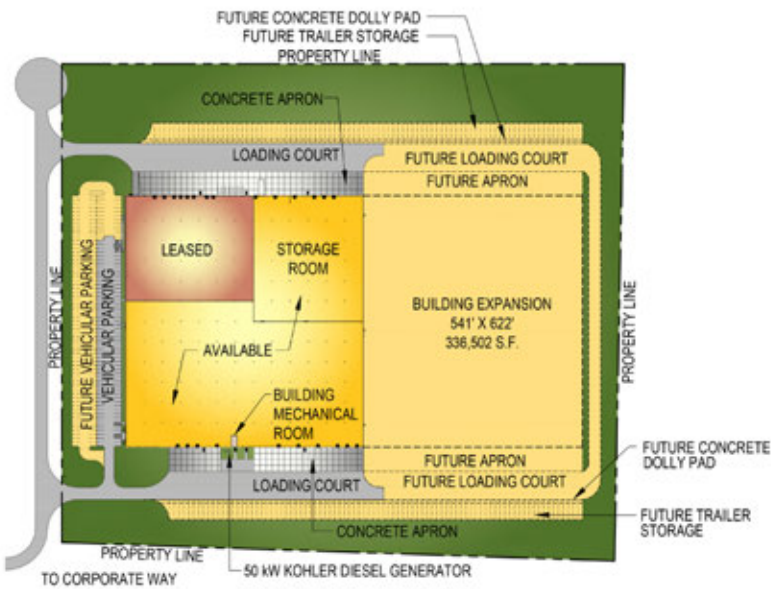 FUTURE CONCRETE DOLLY PAD
FUTURE TRAILER STORAGE
PROPERTY LINE
CONCRETE APRON
LOADING COURT
FUTURE LOADING COURT
FUTURE APRON
LEASED
STORAGE
ROOM
PROPERTY LINE
FUTURE VEHICULAR PARKING
VEHICULAR PARKING
BUILDING EXPANSION
541' X 622'
336,502 S.F.
PROPERTY LINE
AVAILABLE
BUILDING
MECHANICAL
ROOM
FUTURE APRON
FUTURE LOADING COURT
FUTURE CONCRETE
DOLLY PAD
LOADING COURT
FUTURE TRAILER
STORAGE
CONCRETE APRON
PROPERTY LINE
50 kW KOHLER DIESEL GENERATOR
TO CORPORATE WAY